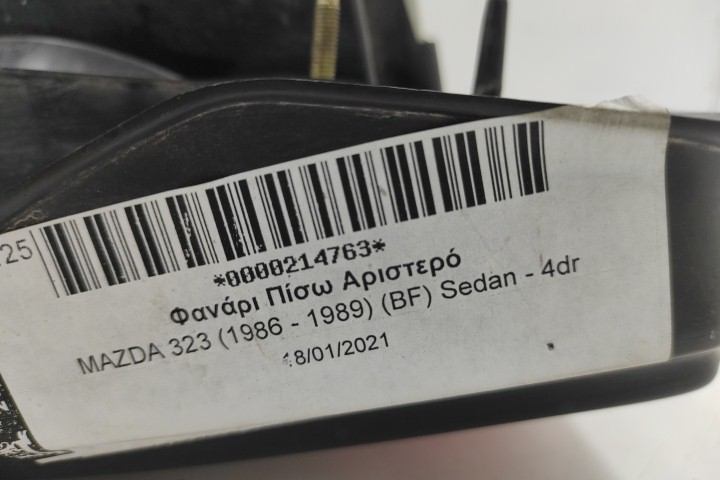 25
*0000214763*
Φανάρι Πίσω Αριστερό
MAZDA 323 (1986 - 1989) (BF) Sedan - 4dr
18/01/2021